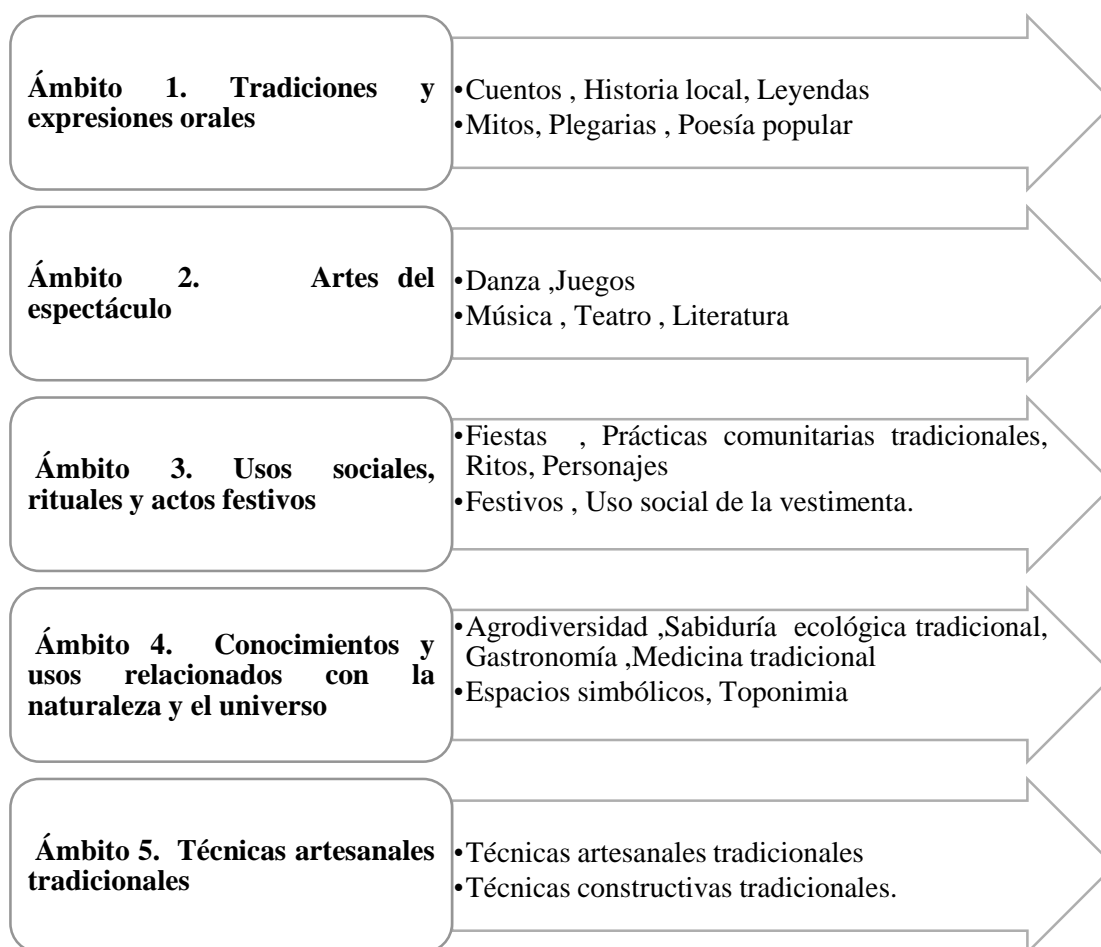 Ámbito 1. Tradiciones y
expresiones orales
•Cuentos , Historia local, Leyendas
•Mitos, Plegarias , Poesía popular
Ámbito 2. Artes del
espectáculo
•Danza ,Juegos
•Música , Teatro , Literatura
Ámbito 3. Usos sociales,
rituales y actos festivos
•Fiestas , Prácticas comunitarias tradicionales,
Ritos, Personajes
•Festivos , Uso social de la vestimenta.
Ámbito 4. Conocimientos y
usos relacionados con la
naturaleza y el universo
•Agrodiversidad ,Sabiduría ecológica tradicional,
Gastronomía ,Medicina tradicional
•Espacios simbólicos, Toponimia
Ámbito 5. Técnicas artesanales
tradicionales
•Técnicas artesanales tradicionales
•Técnicas constructivas tradicionales.